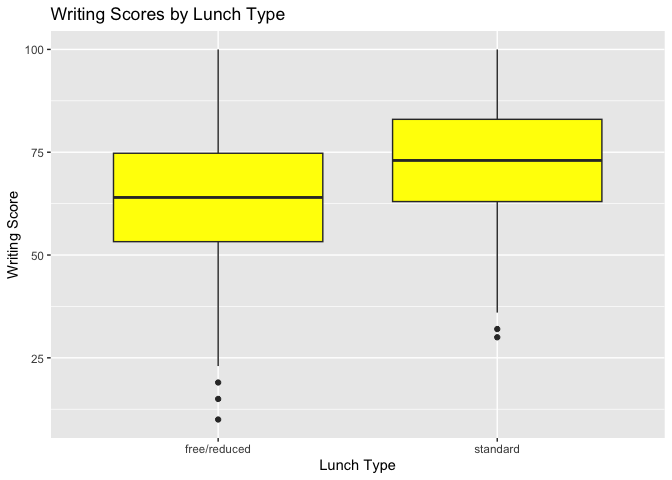 Writing Scores by Lunch Type
100
75
50
25
Writing Score
free/reduced
standard
Lunch Type